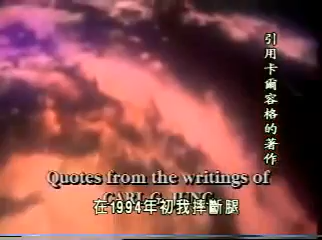 引用卡爾容格的著作
Quotes from the writings of
CARL G. JUNG
在1994年初我摔斷腿